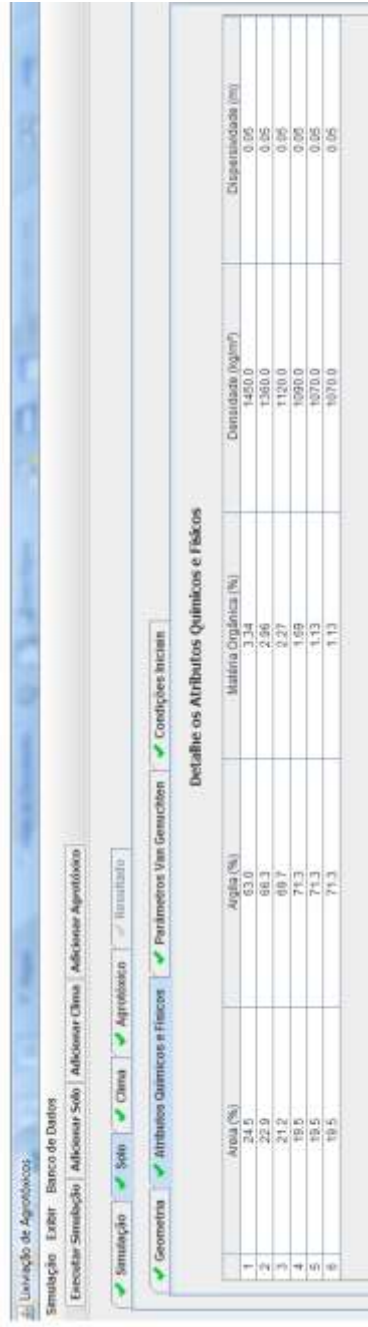 Lixiviação de Agrotóxicos
Simulação Exibir Banco de Dados
Executar Simulação Adicionar Solo Adicionar Clima Adicionar Agrotóxico
Simulação Solo Clima Agrotóxico Resultado
Geometria Atributos Químicos e Físicos Parâmetros Van Genuchten Condições Iniciais
Detalhe os Atributos Químicos e Físicos
Areia (%) Argila (%) Matéria Orgânica (%) Densidade (kg/m³) Dispersividade (m)
1 24.5 63.0 3.34 1450.0 0.05
2 22.9 66.3 2.96 1360.0 0.05
3 21.2 69.7 2.27 1120.0 0.05
4 19.5 71.3 1.69 1090.0 0.05
5 19.5 71.3 1.13 1070.0 0.05
6 19.5 71.3 1.13 1070.0 0.05